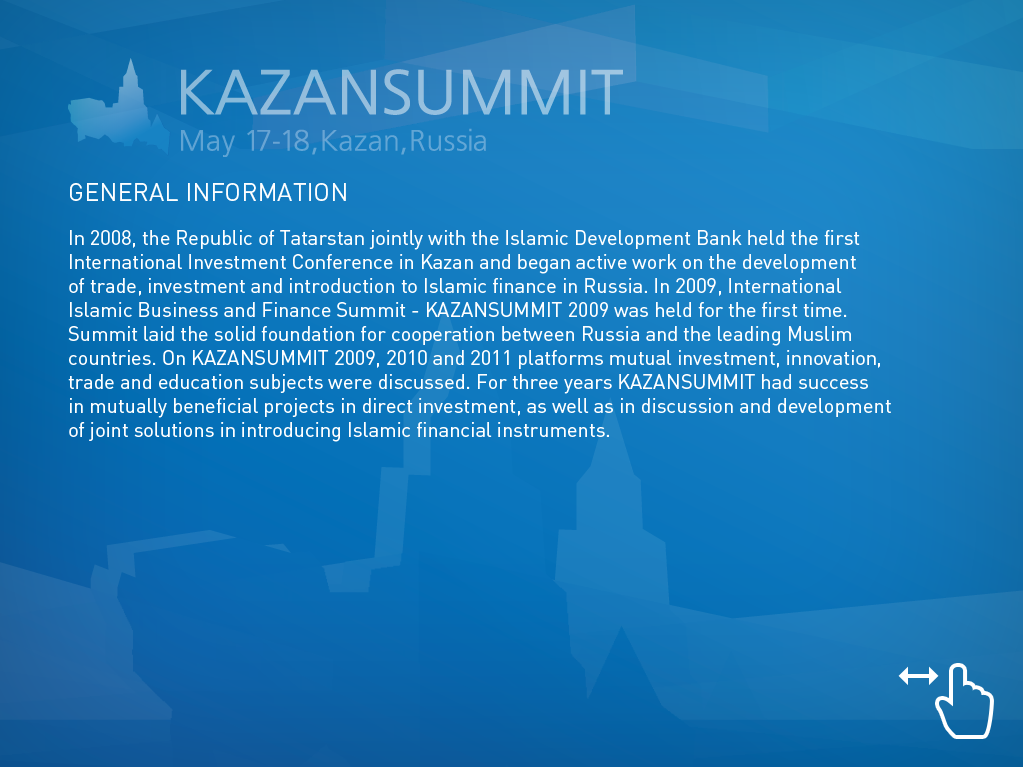 KAZANSUMMIT
May 17-18, Kazan, Russia
GENERAL INFORMATION
In 2008, the Republic of Tatarstan jointly with the Islamic Development Bank held the first
International Investment Conference in Kazan and began active work on the development
of trade, investment and introduction to Islamic finance in Russia. In 2009, International
Islamic Business and Finance Summit - KAZANSUMMIT 2009 was held for the first time.
Summit laid the solid foundation for cooperation between Russia and the leading Muslim
countries. On KAZANSUMMIT 2009, 2010 and 2011 platforms mutual investment, innovation,
trade and education subjects were discussed. For three years KAZANSUMMIT had success
in mutually beneficial projects in direct investment, as well as in discussion and development
of joint solutions in introducing Islamic financial instruments.